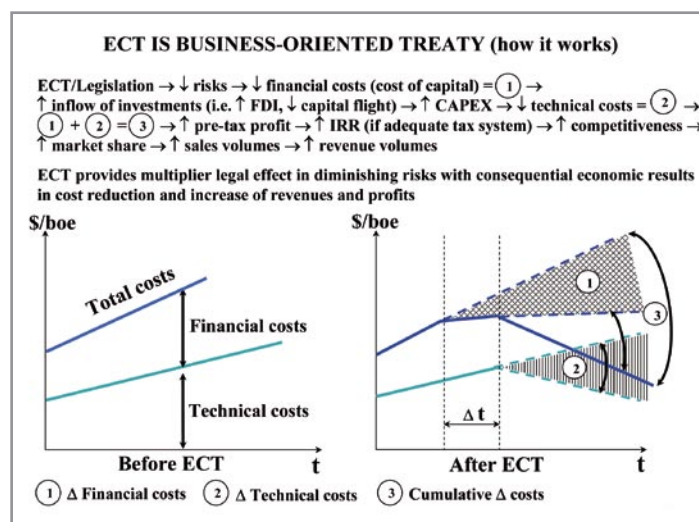 ECT IS BUSINESS-ORIENTED TREATY (how it works)
ECT/Legislation → ↓ risks → ↓ financial costs (cost of capital) = ① →
↑ inflow of investments (i.e. ↑ FDI, ↓ capital flight) → ↑ CAPEX → ↓ technical costs = ② →
① + ② = ③ → ↑ pre-tax profit → ↑ IRR (if adequate tax system) → ↑ competitiveness →
↑ market share → ↑ sales volumes → ↑ revenue volumes
ECT provides multiplier legal effect in diminishing risks with consequential economic results
in cost reduction and increase of revenues and profits
$/boe
Total costs
Financial costs
Technical costs
Before ECT
t
$/boe
1
3
2
Δ t
After ECT
t
① Δ Financial costs ② Δ Technical costs ③ Cumulative Δ costs